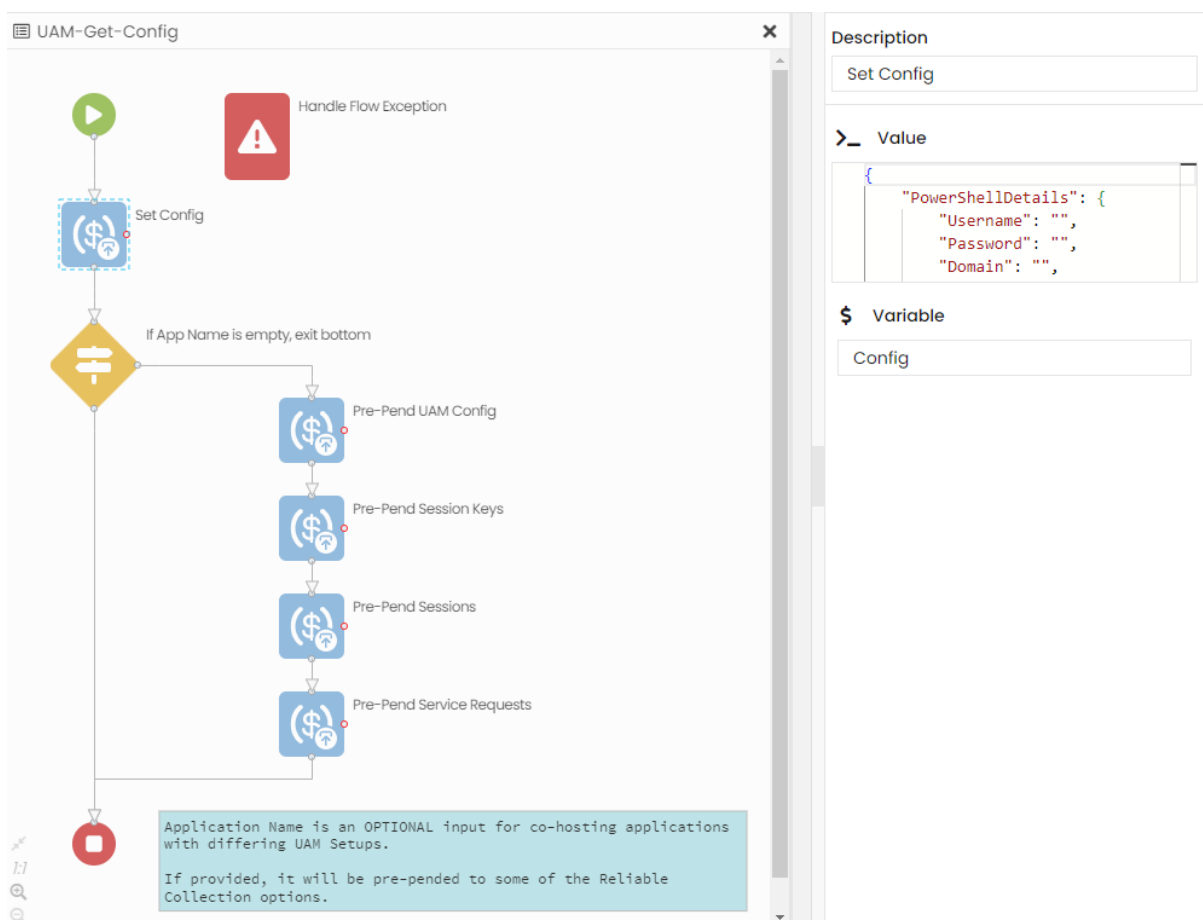 UAM-Get-Config
Handle Flow Exception
Set Config
If App Name is empty, exit bottom
Pre-Pend UAM Config
Pre-Pend Session Keys
Pre-Pend Sessions
Pre-Pend Service Requests
Application Name is an OPTIONAL input for co-hosting applications
with differing UAM Setups.
If provided, it will be pre-pended to some of the Reliable
Collection options.
1:1
Description
Set Config
Value
{
"PowerShellDetails": {
"Username": "",
"Password": "",
"Domain": "",
$ Variable
Config